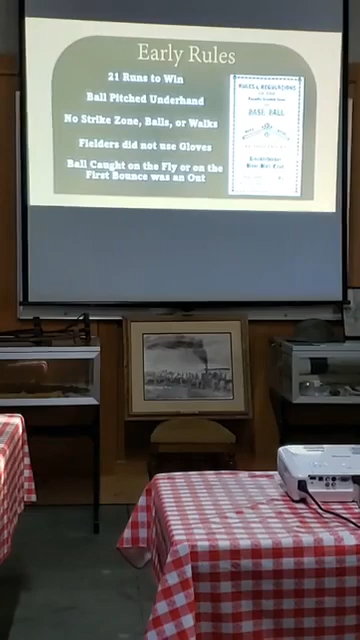 Early Rules
21 Runs to Win
Ball Pitched Underhand
No Strike Zone, Balls, or Walks
Fielders did not use Gloves
Ball Caught on the Fly or on the
First Bounce was an Out
RULES & REGULATIONS
BASE BALL